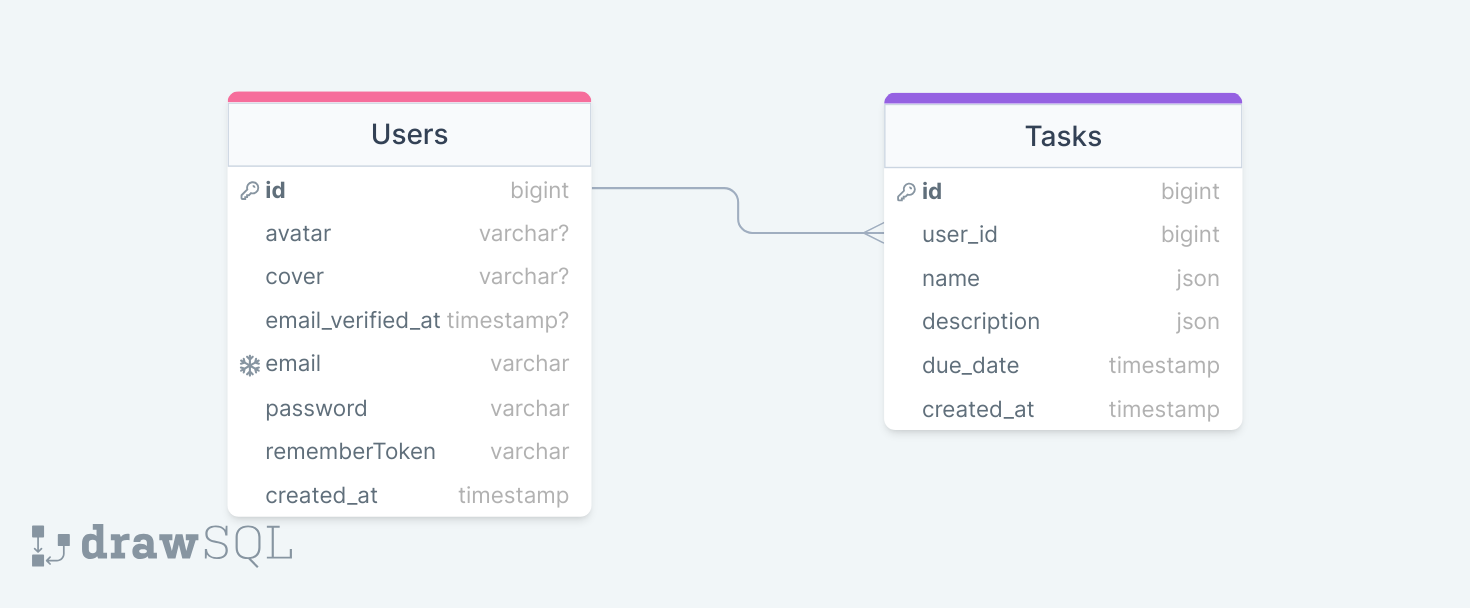 Users
id bigint
avatar varchar?
cover varchar?
email_verified_at timestamp?
email varchar
password varchar
rememberToken varchar
created_at timestamp
Tasks
id bigint
user_id bigint
name json
description json
due_date timestamp
created_at timestamp
drawSQL